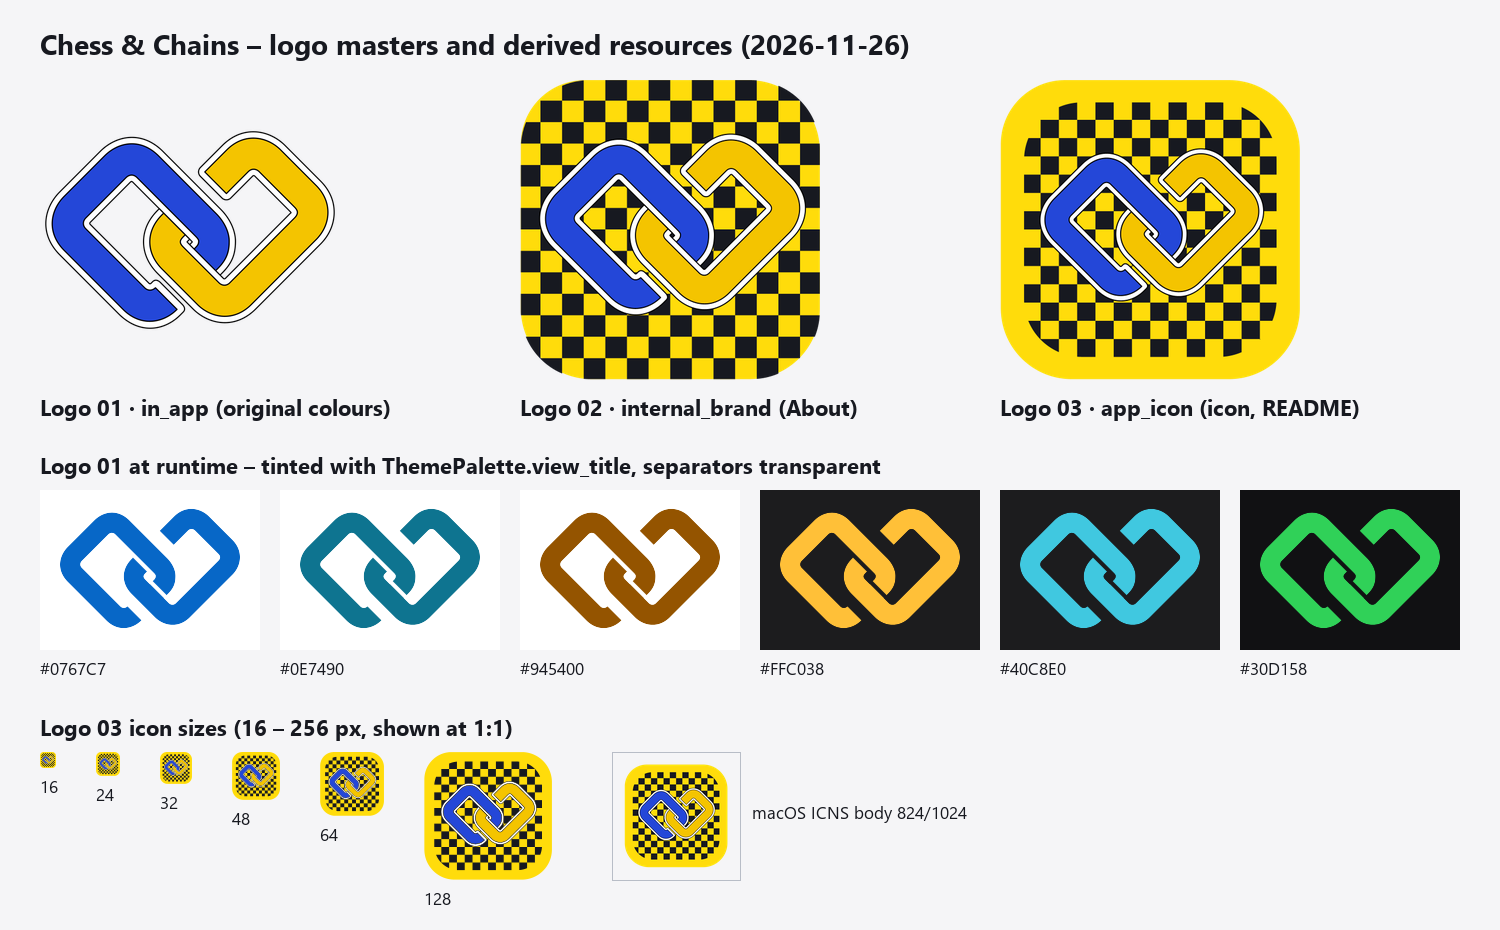 Chess & Chains – logo masters and derived resources (2026-11-26)
Logo 01 · in_app (original colours)
Logo 02 · internal_brand (About)
Logo 03 · app_icon (icon, README)
Logo 01 at runtime – tinted with ThemePalette.view_title, separators transparent
#0767C7
#0E7490
#945400
#FFC038
#40C8E0
#30D158
Logo 03 icon sizes (16 – 256 px, shown at 1:1)
16
24
32
48
64
128
macOS ICNS body 824/1024